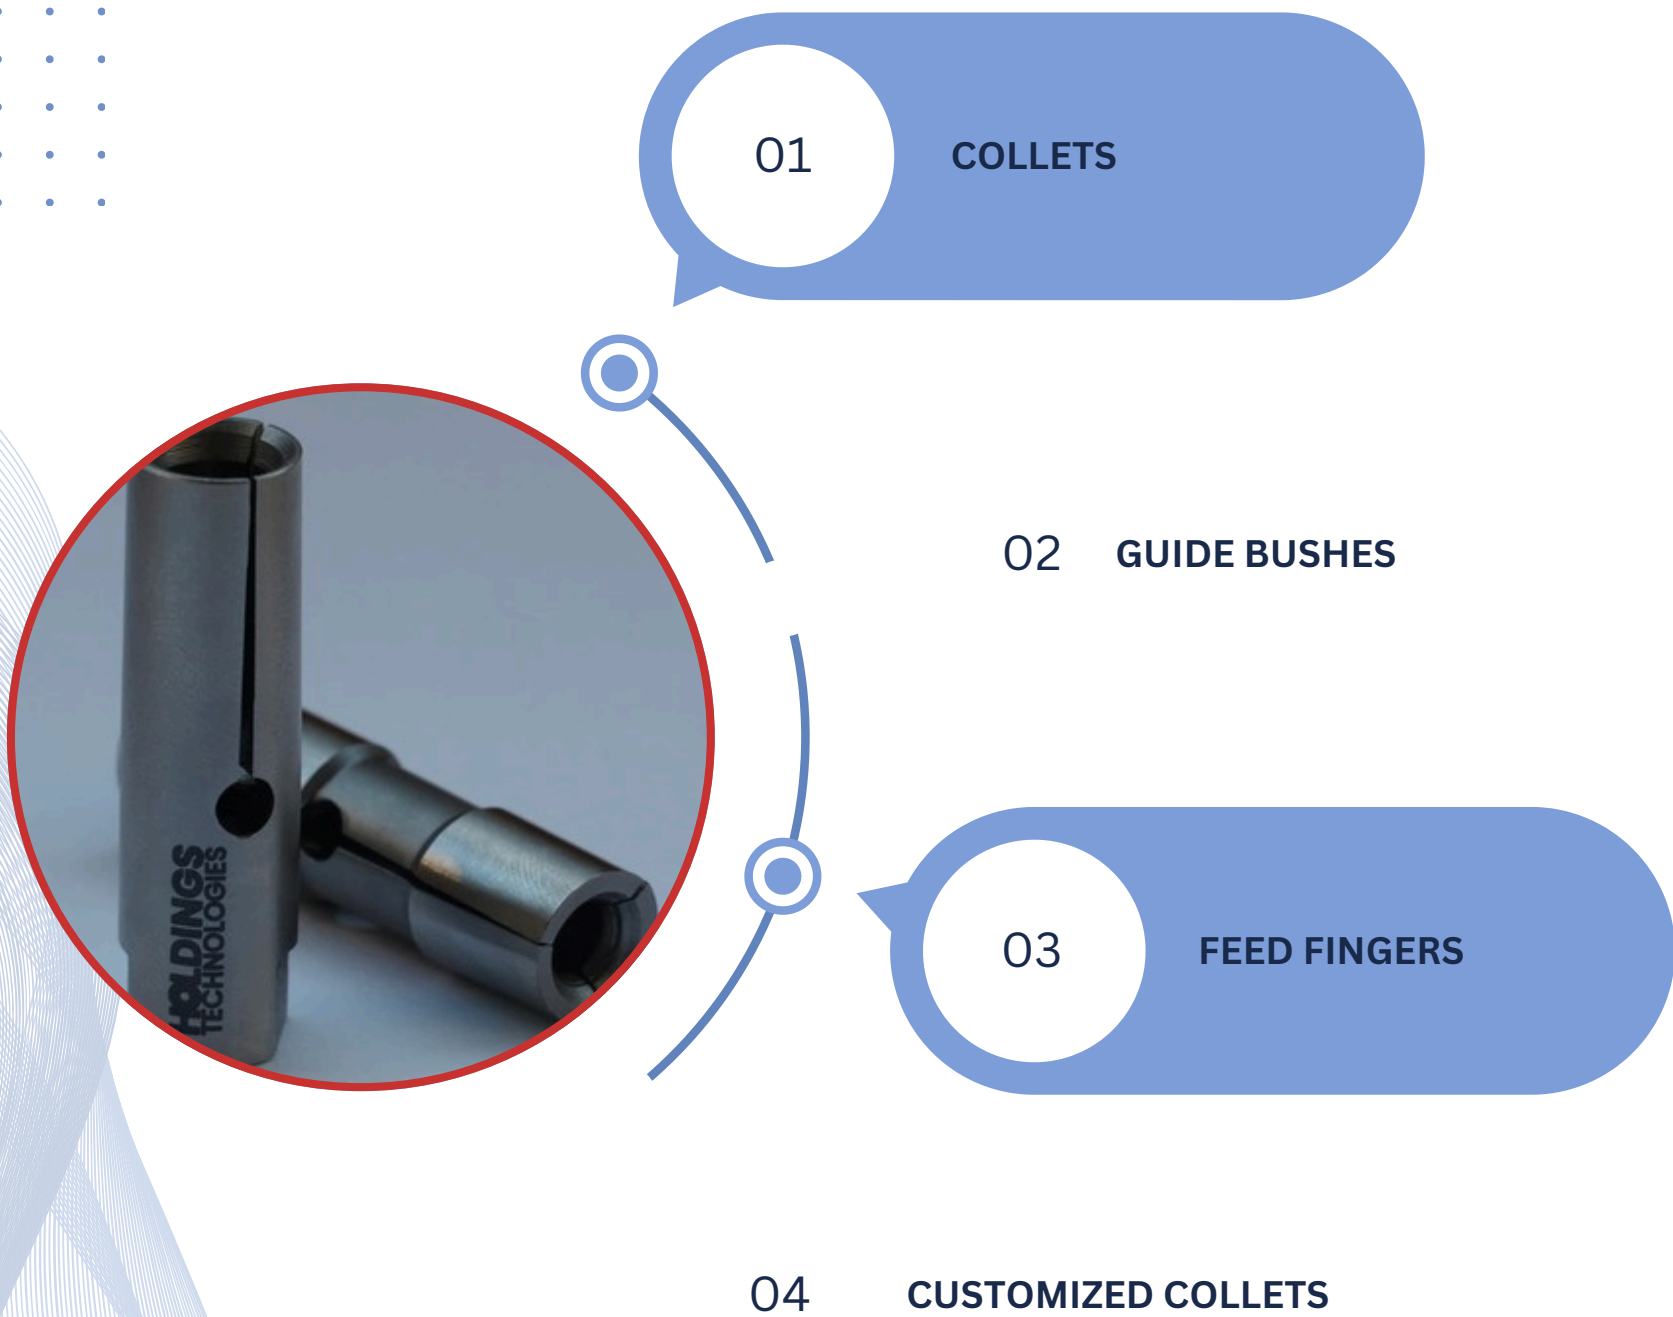 01
COLLETS
02
GUIDE BUSHES
03
FEED FINGERS
04
CUSTOMIZED COLLETS
HOLDINGS
TECHNOLOGIES